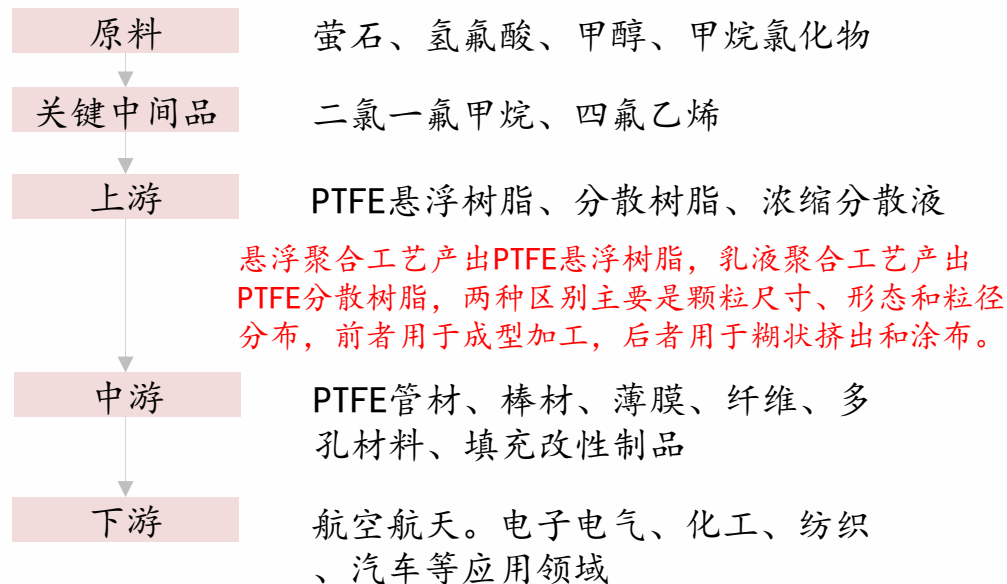 原料
萤石、氢氟酸、甲醇、甲烷氯化物
关键中间品
二氯一氟甲烷、四氟乙烯
上游
PTFE悬浮树脂、分散树脂、浓缩分散液
悬浮聚合工艺产出PTFE悬浮树脂，乳液聚合工艺产出
PTFE分散树脂，两种区别主要是颗粒尺寸、形态和粒径
分布，前者用于成型加工，后者用于糊状挤出和涂布。
中游
PTFE管材、棒材、薄膜、纤维、多
孔材料、填充改性制品
下游
航空航天。电子电气、化工、纺织
、汽车等应用领域